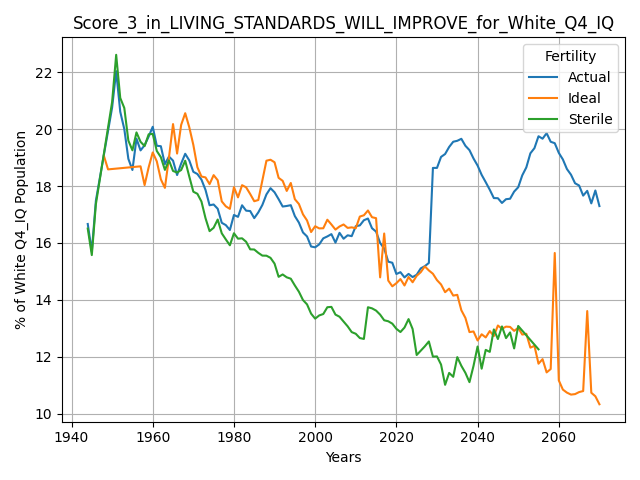 Score_3_in_LIVING_STANDARDS_WILL_IMPROVE_for_White_Q4_IQ
Fertility
Actual
Ideal
Sterile
% of White Q4_IQ Population
22
20
18
16
14
12
10
1940
1960
1980
2000
2020
2040
2060
Years